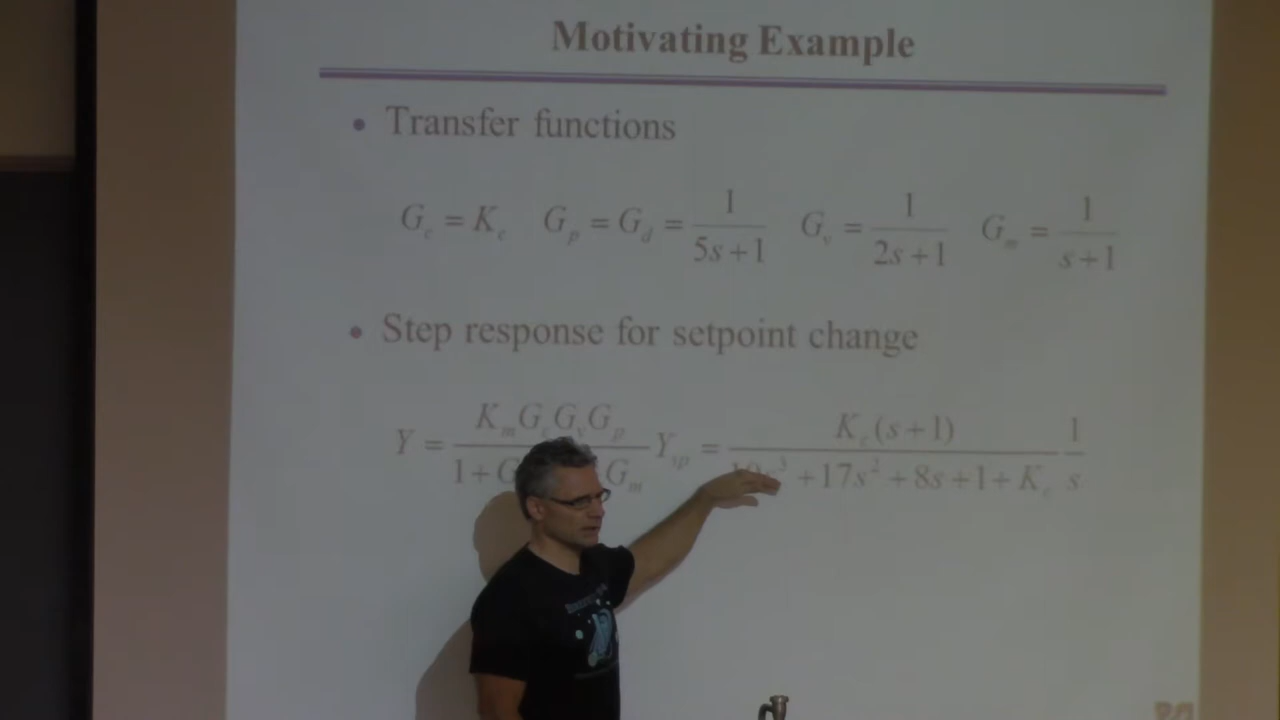 Motivating Example
• Transfer functions
G_c = K_c   G_p = G_d = 1/(5s+1)   G_v = 1/(2s+1)   G_m = 1/(s+1)
• Step response for setpoint change
Y = K_m G_c G_v G_p / (1+G G_m) Y_sp = K_c(s+1) / (10s^3 +17s^2 +8s+1+K_c) 1/s